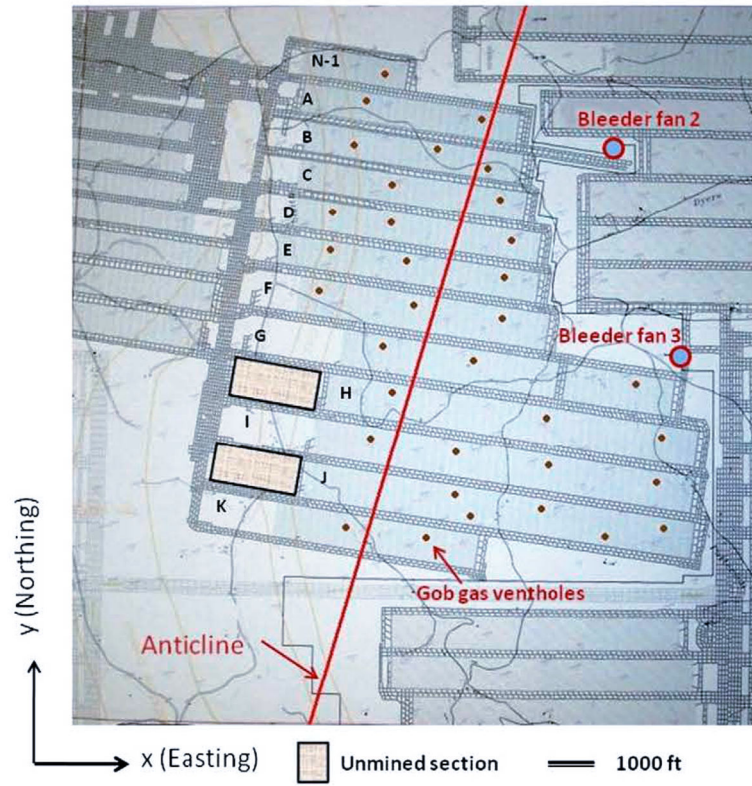 N-1
A
Bleeder fan 2
B
C
D
E
F
Bleeder fan 3
G
H
I
J
K
Gob gas ventholes
Anticline
y (Northing)
x (Easting)
Unmined section
1000 ft